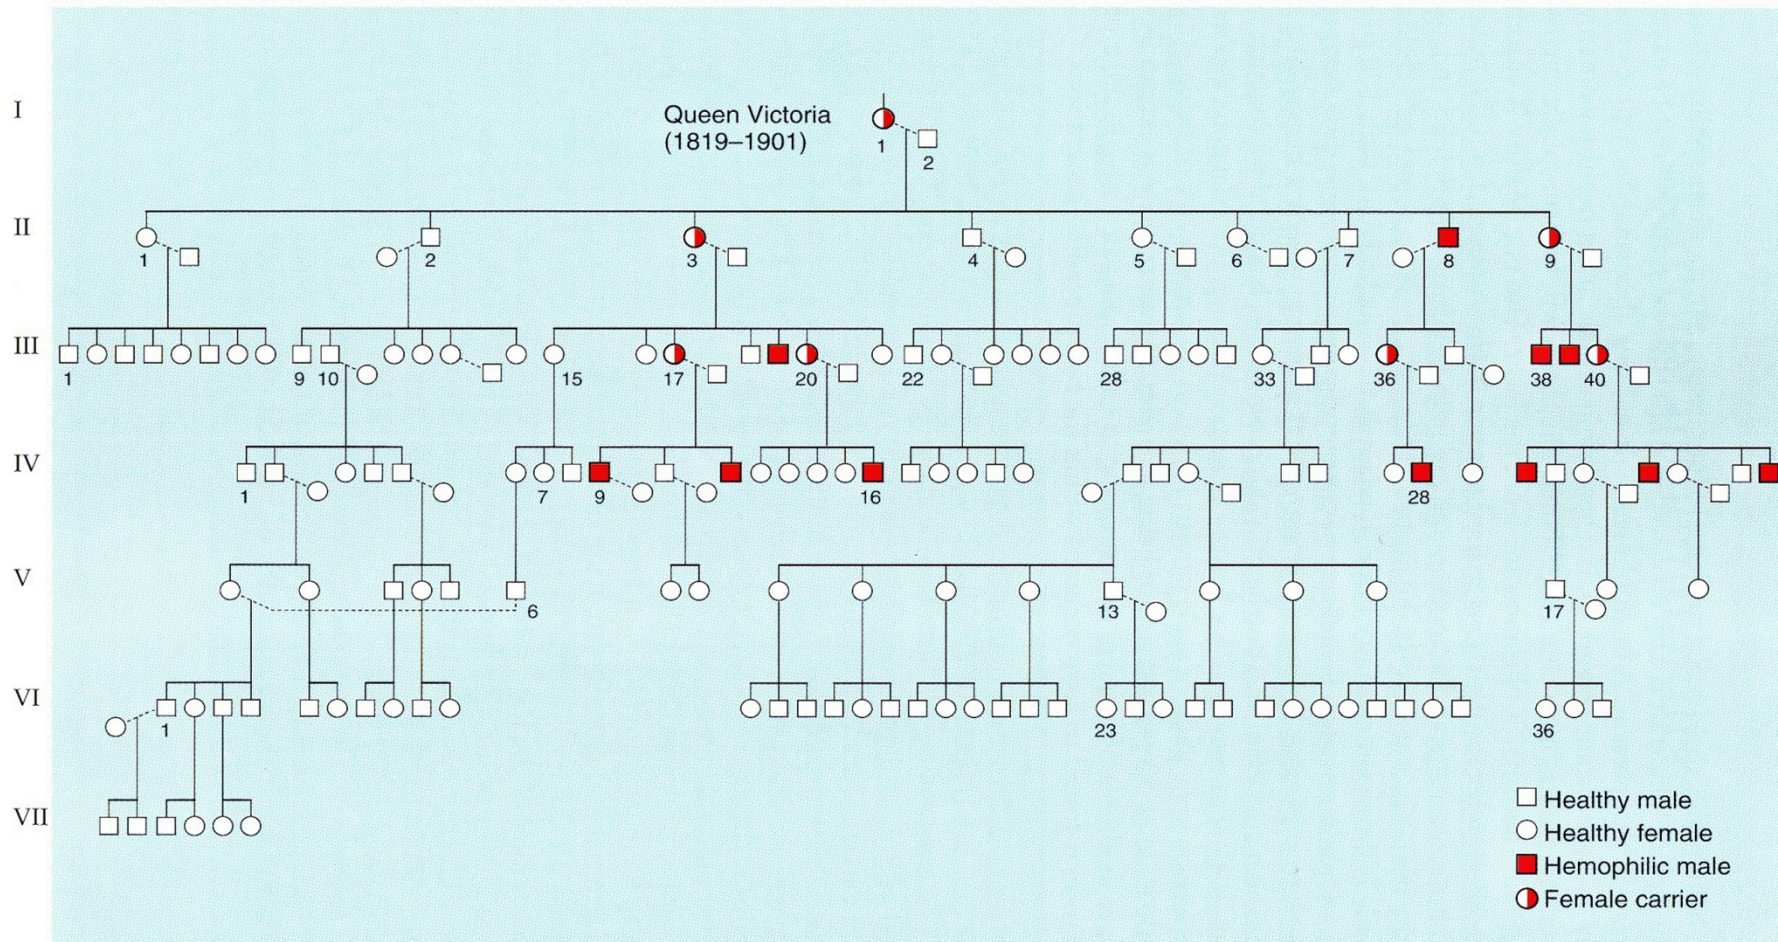 I
Queen Victoria
(1819–1901)
1
2
II
1
2
3
4
5
6
7
8
9
III
1
9
10
15
17
20
22
28
33
36
38
40
IV
1
7
9
16
28
V
6
13
17
VI
1
23
36
VII
Healthy male
Healthy female
Hemophilic male
Female carrier